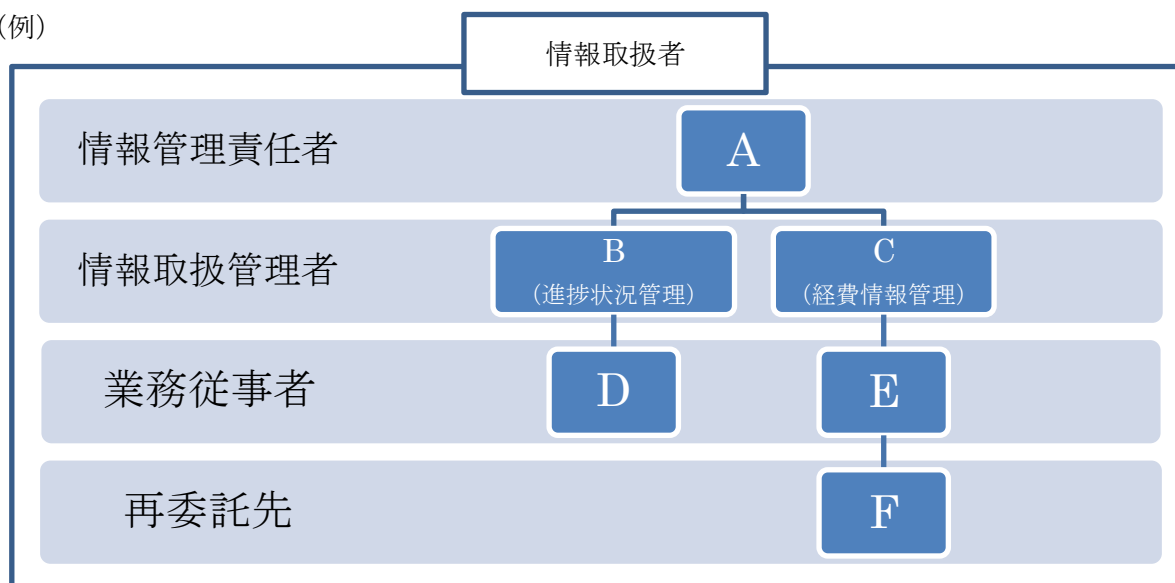 （例）
情報取扱者
情報管理責任者
A
情報取扱管理者
B
（進捗状況管理）
C
（経費情報管理）
業務従事者
D
E
再委託先
F